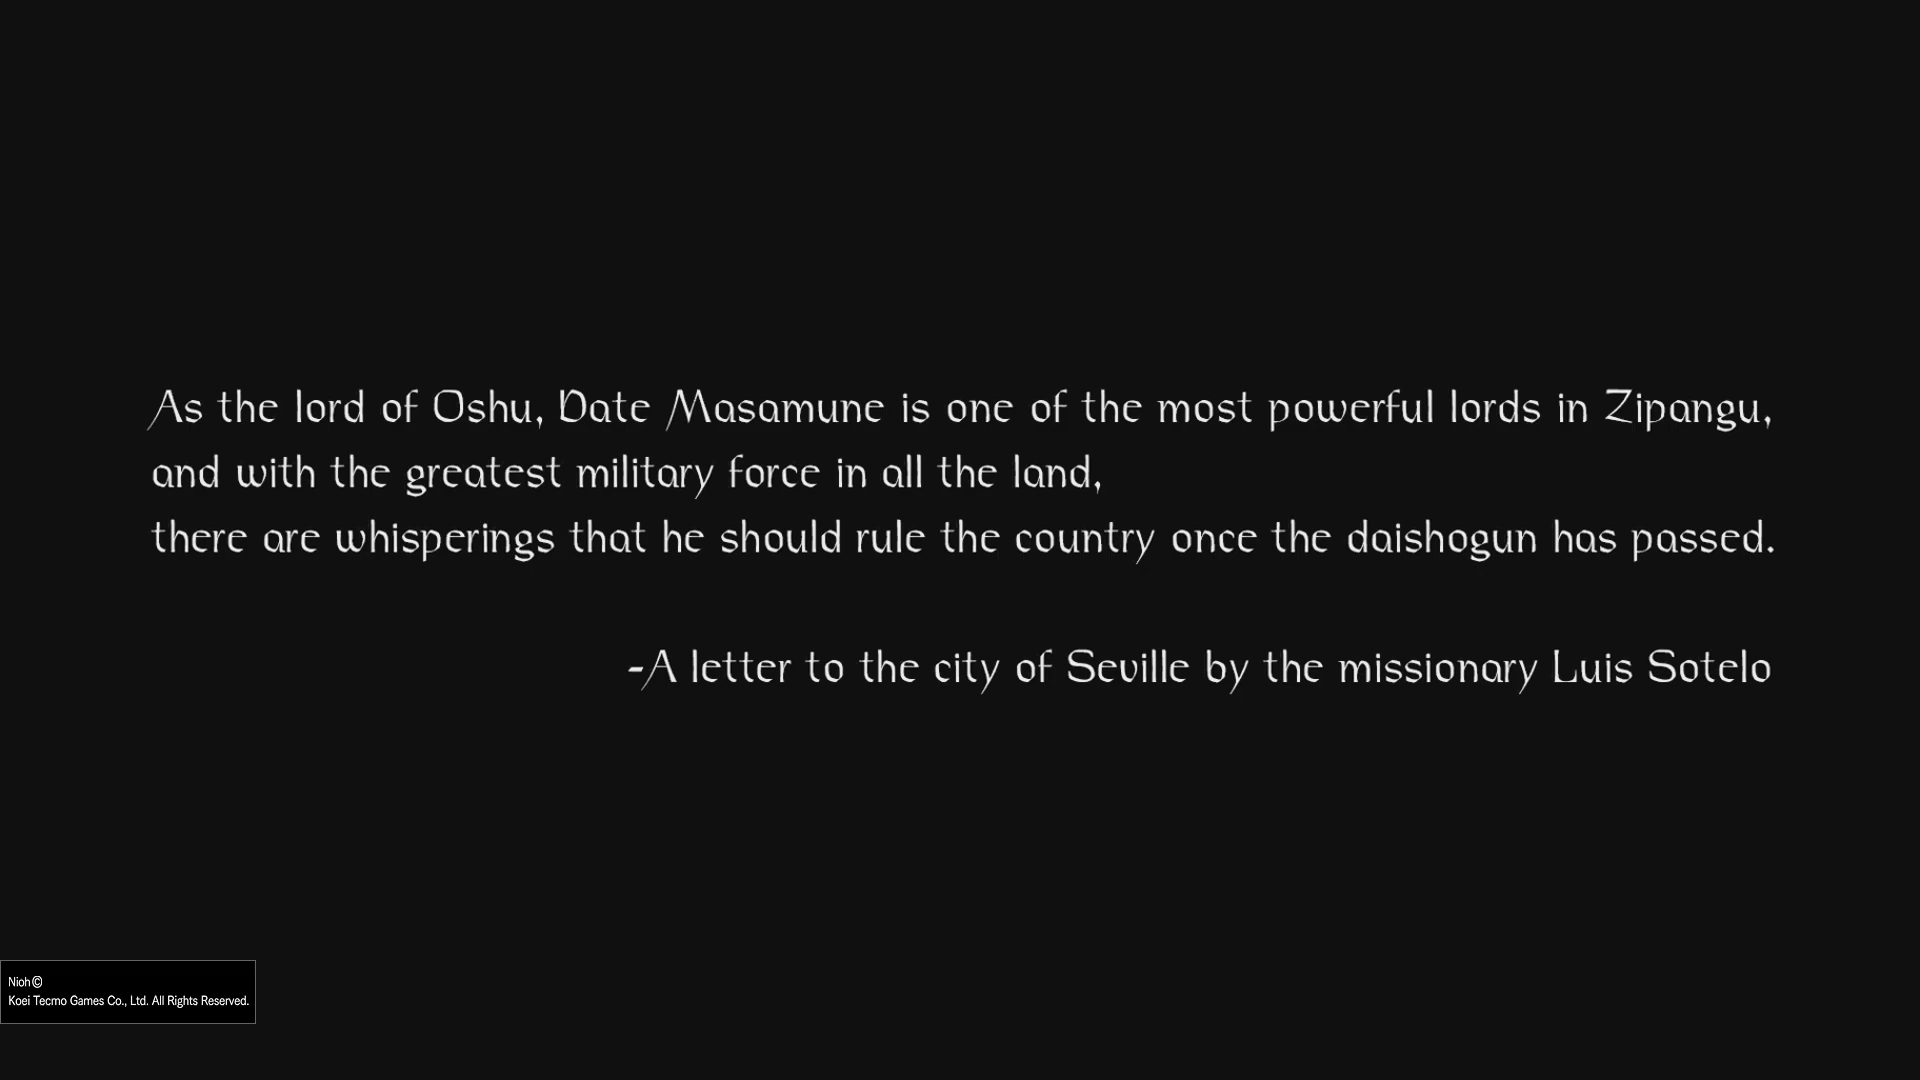 As the lord of Oshu, Date Masamune is one of the most powerful lords in Zipangu,
and with the greatest military force in all the land,
there are whisperings that he should rule the country once the daishogun has passed.
-A letter to the city of Seville by the missionary Luis Sotelo
Nioh©
Koei Tecmo Games Co., Ltd. All Rights Reserved.